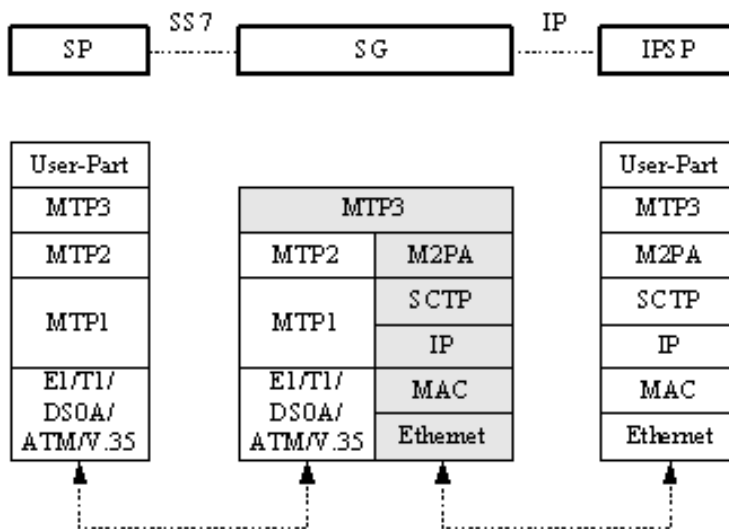 SS7
IP
SP
SG
IPSP
User-Part
MTP3
MTP2
MTP1
E1/T1/
DS0A/
ATM/V.35
MTP3
MTP2
MTP1
E1/T1/
DS0A/
ATM/V.35
M2PA
SCTP
IP
MAC
Ethernet
User-Part
MTP3
M2PA
SCTP
IP
MAC
Ethernet